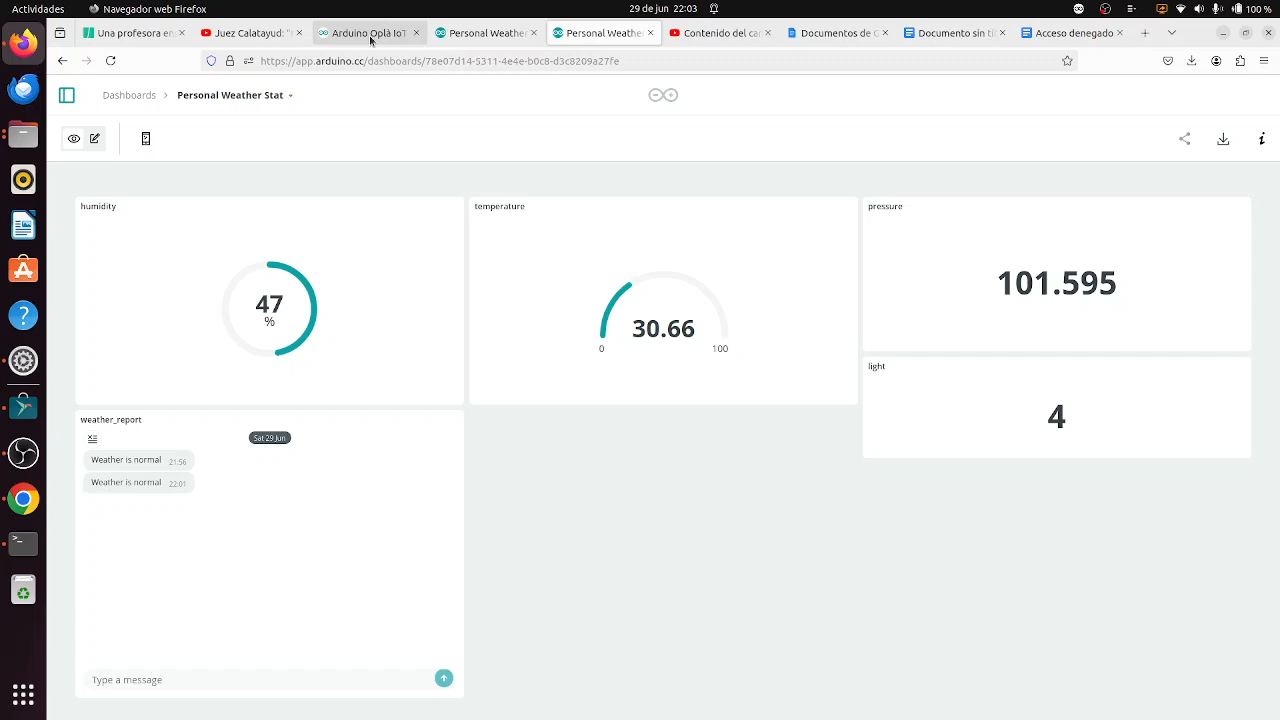 Actividades
Navegador web Firefox
29 de jun 22:03
100 %
Una profesora en
Juez Calatayud: "
Arduino Oplà IoT
Personal Weathe
Personal Weathe
Contenido del ca
Documentos de C
Documento sin tí
Acceso denegado
https://app.arduino.cc/dashboards/78e07d14-5311-4e4e-b0c8-d3c8209a27fe
Dashboards > Personal Weather Stat
humidity
47
%
temperature
30.66
0
100
pressure
101.595
light
4
weather_report
Sat 29 Jun
Weather is normal 21:56
Weather is normal 22:01
Type a message